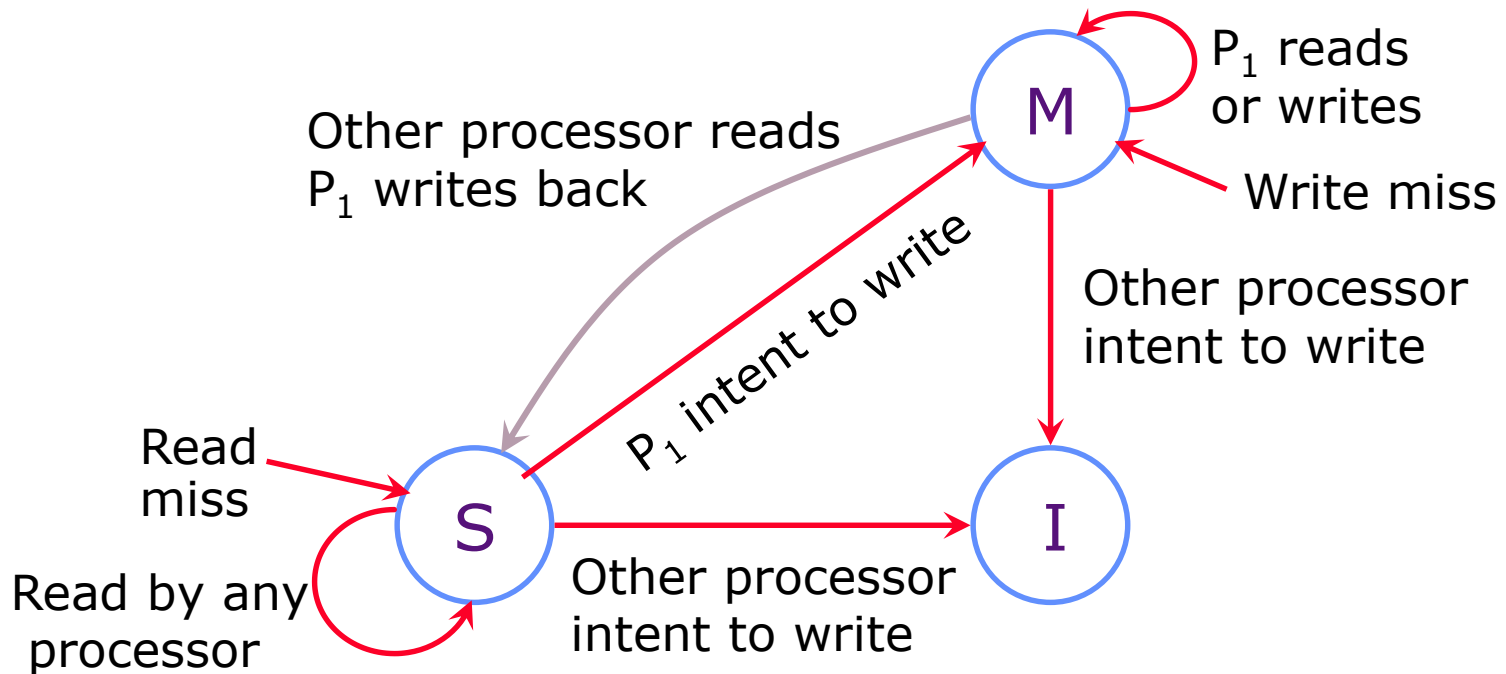 P₁ reads
or writes
M
Other processor reads
P₁ writes back
Write miss
P₁ intent to write
Other processor
intent to write
Read
miss
S
I
Other processor
intent to write
Read by any
processor